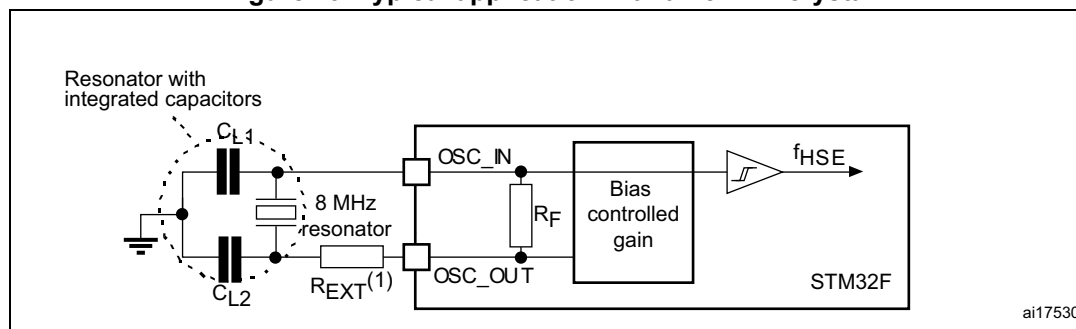 Resonator with
integrated capacitors
CL1
OSC_IN
fHSE
8 MHz
resonator
RF
Bias
controlled
gain
OSC_OUT
STM32F
REXT(1)
CL2
ai17530